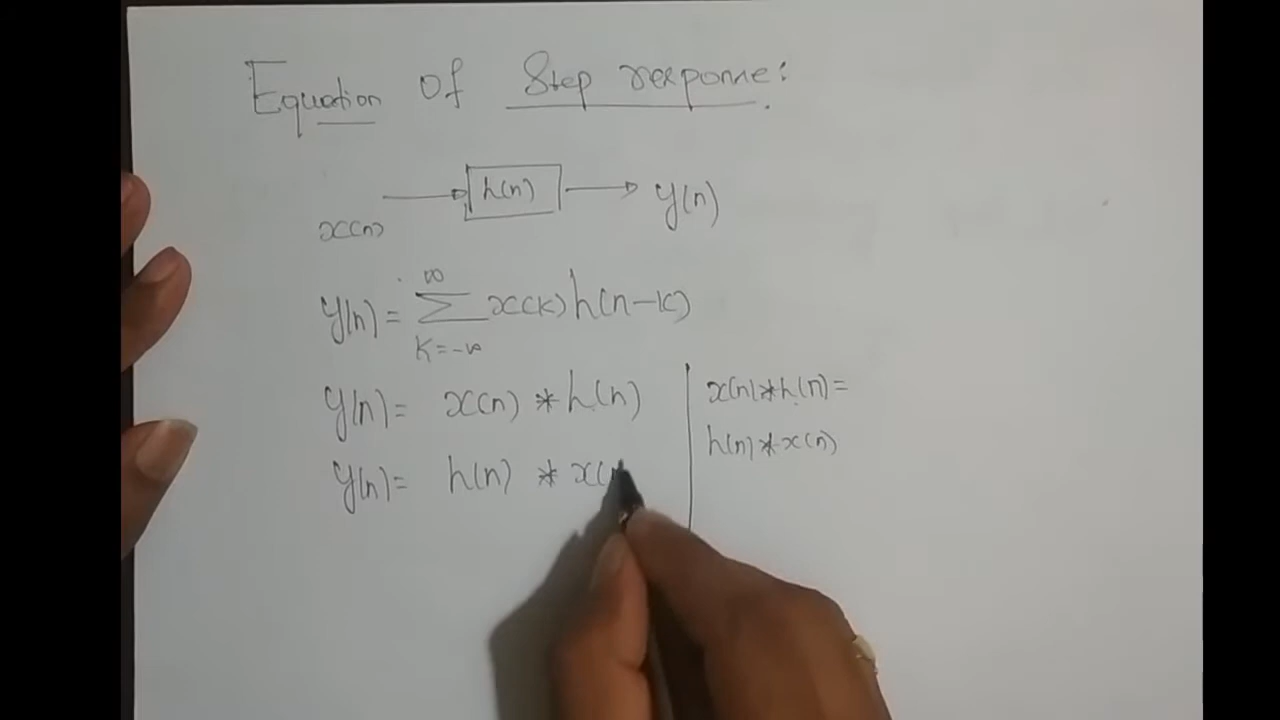 Equation Of Step response:
x(n) h(n) y(n)
y(n) = ∞ Σ K=-∞ x(k) h(n-k)
y(n) = x(n) * h(n)
y(n) = h(n) * x(
x(n) * h(n) =
h(n) * x(n)